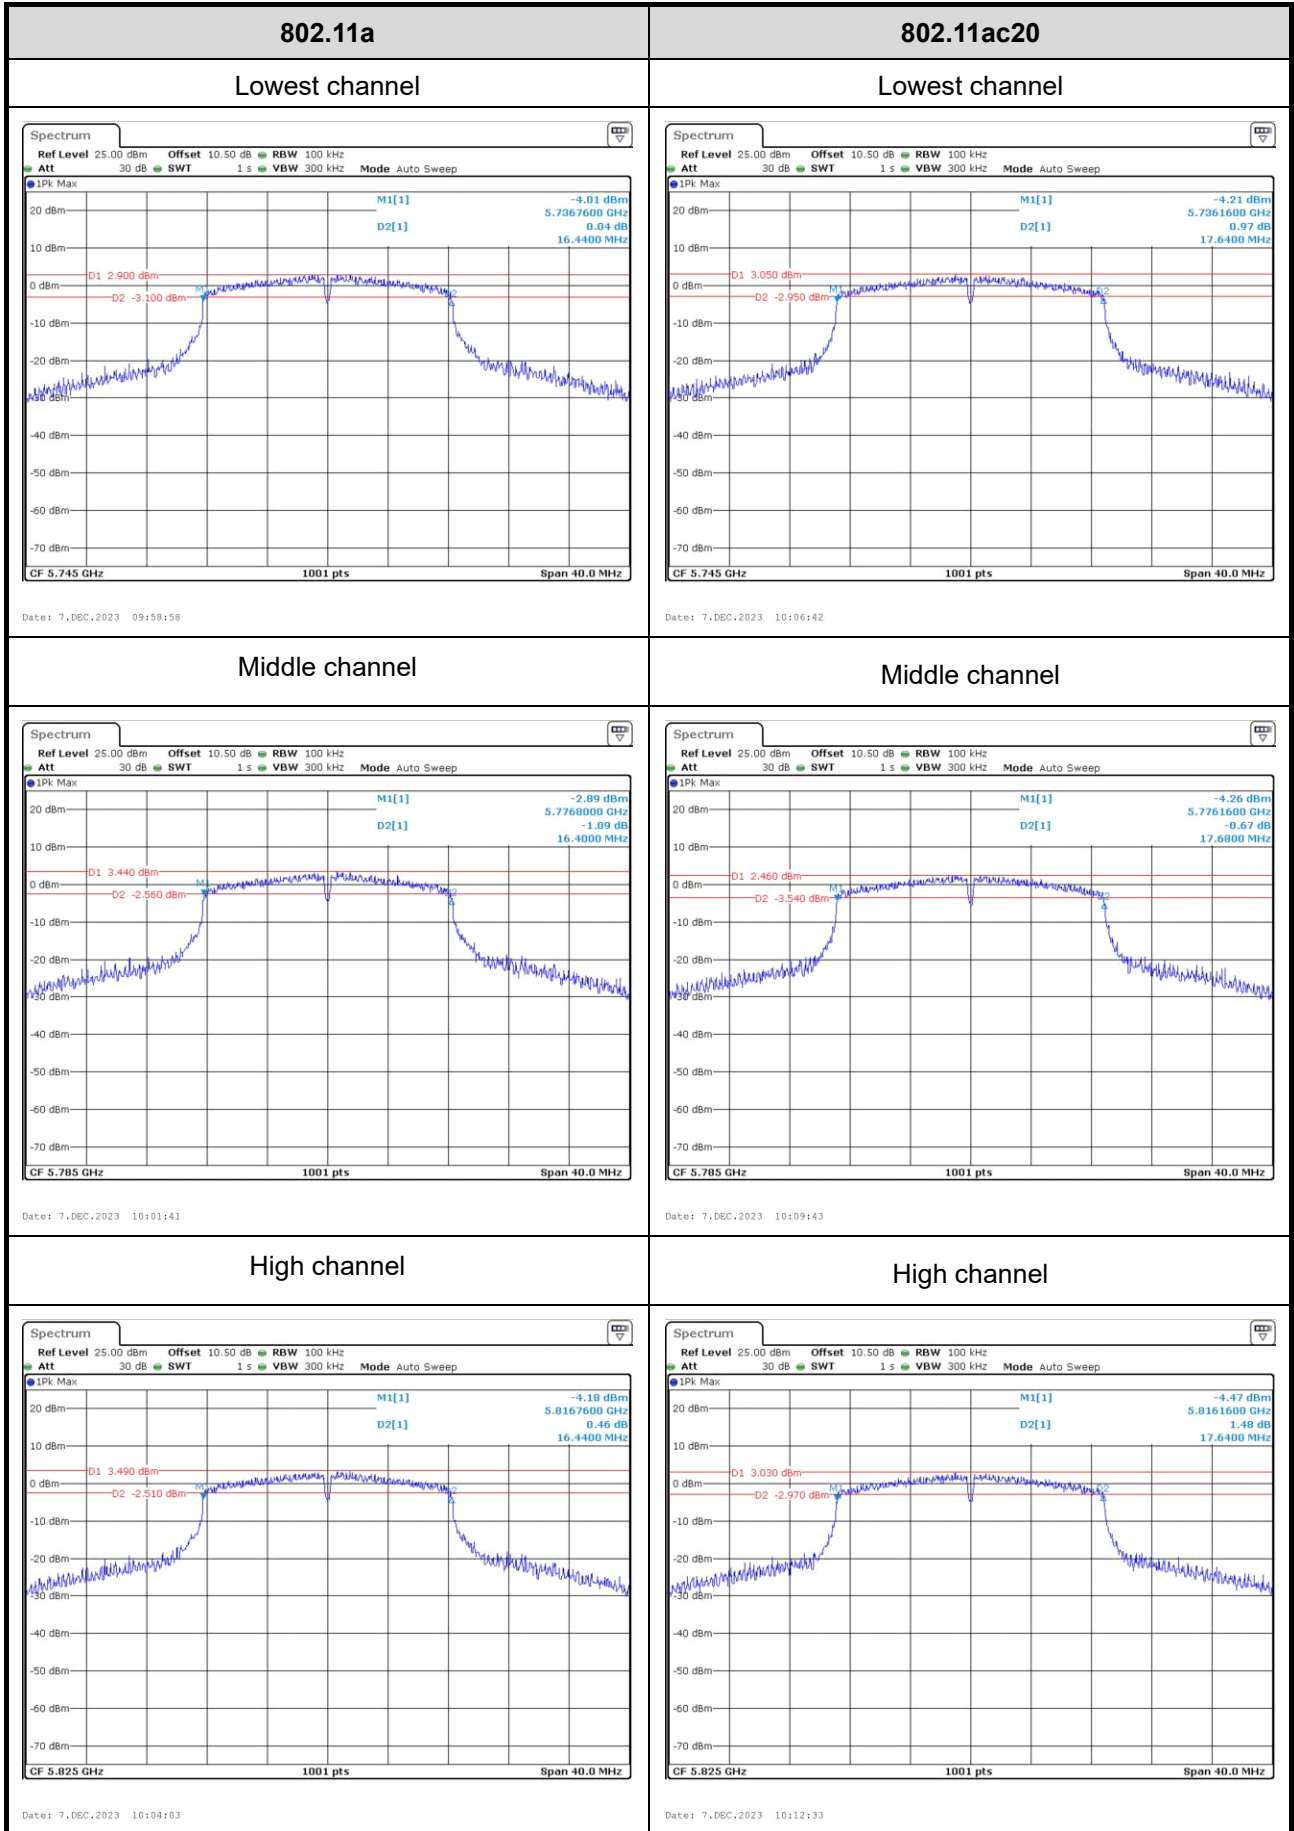 802.11a
802.11ac20
Lowest channel
Lowest channel
Spectrum
Ref Level 25.00 dBm Offset 10.50 dB RBW 100 kHz
Att 30 dB SWT 1 s VBW 300 kHz Mode Auto Sweep
1Pk Max
M1[1] -4.01 dBm
5.7367600 GHz
D2[1] 0.04 dB
16.4400 MHz
20 dBm
10 dBm
D1 2.900 dBm
0 dBm
M1
D2
D2 -3.100 dBm
-10 dBm
-20 dBm
-30 dBm
-40 dBm
-50 dBm
-60 dBm
-70 dBm
CF 5.745 GHz 1001 pts Span 40.0 MHz
Date: 7.DEC.2023 09:58:58
Spectrum
Ref Level 25.00 dBm Offset 10.50 dB RBW 100 kHz
Att 30 dB SWT 1 s VBW 300 kHz Mode Auto Sweep
1Pk Max
M1[1] -4.21 dBm
5.7361600 GHz
D2[1] 0.97 dB
17.6400 MHz
20 dBm
10 dBm
D1 3.050 dBm
0 dBm
M1
D2
D2 -2.950 dBm
-10 dBm
-20 dBm
-30 dBm
-40 dBm
-50 dBm
-60 dBm
-70 dBm
CF 5.745 GHz 1001 pts Span 40.0 MHz
Date: 7.DEC.2023 10:06:42
Middle channel
Middle channel
Spectrum
Ref Level 25.00 dBm Offset 10.50 dB RBW 100 kHz
Att 30 dB SWT 1 s VBW 300 kHz Mode Auto Sweep
1Pk Max
M1[1] -2.89 dBm
5.7768000 GHz
D2[1] -1.09 dB
16.4000 MHz
20 dBm
10 dBm
D1 3.440 dBm
0 dBm
M1
D2
D2 -2.560 dBm
-10 dBm
-20 dBm
-30 dBm
-40 dBm
-50 dBm
-60 dBm
-70 dBm
CF 5.785 GHz 1001 pts Span 40.0 MHz
Date: 7.DEC.2023 10:01:41
Spectrum
Ref Level 25.00 dBm Offset 10.50 dB RBW 100 kHz
Att 30 dB SWT 1 s VBW 300 kHz Mode Auto Sweep
1Pk Max
M1[1] -4.26 dBm
5.7761600 GHz
D2[1] -0.67 dB
17.6800 MHz
20 dBm
10 dBm
D1 2.460 dBm
0 dBm
M1
D2
D2 -3.540 dBm
-10 dBm
-20 dBm
-30 dBm
-40 dBm
-50 dBm
-60 dBm
-70 dBm
CF 5.785 GHz 1001 pts Span 40.0 MHz
Date: 7.DEC.2023 10:09:43
High channel
High channel
Spectrum
Ref Level 25.00 dBm Offset 10.50 dB RBW 100 kHz
Att 30 dB SWT 1 s VBW 300 kHz Mode Auto Sweep
1Pk Max
M1[1] -4.18 dBm
5.8167600 GHz
D2[1] 0.46 dB
16.4400 MHz
20 dBm
10 dBm
D1 3.490 dBm
0 dBm
M1
D2
D2 -2.510 dBm
-10 dBm
-20 dBm
-30 dBm
-40 dBm
-50 dBm
-60 dBm
-70 dBm
CF 5.825 GHz 1001 pts Span 40.0 MHz
Date: 7.DEC.2023 10:04:03
Spectrum
Ref Level 25.00 dBm Offset 10.50 dB RBW 100 kHz
Att 30 dB SWT 1 s VBW 300 kHz Mode Auto Sweep
1Pk Max
M1[1] -4.47 dBm
5.8161600 GHz
D2[1] 1.48 dB
17.6400 MHz
20 dBm
10 dBm
D1 3.030 dBm
0 dBm
M1
D2
D2 -2.970 dBm
-10 dBm
-20 dBm
-30 dBm
-40 dBm
-50 dBm
-60 dBm
-70 dBm
CF 5.825 GHz 1001 pts Span 40.0 MHz
Date: 7.DEC.2023 10:12:33